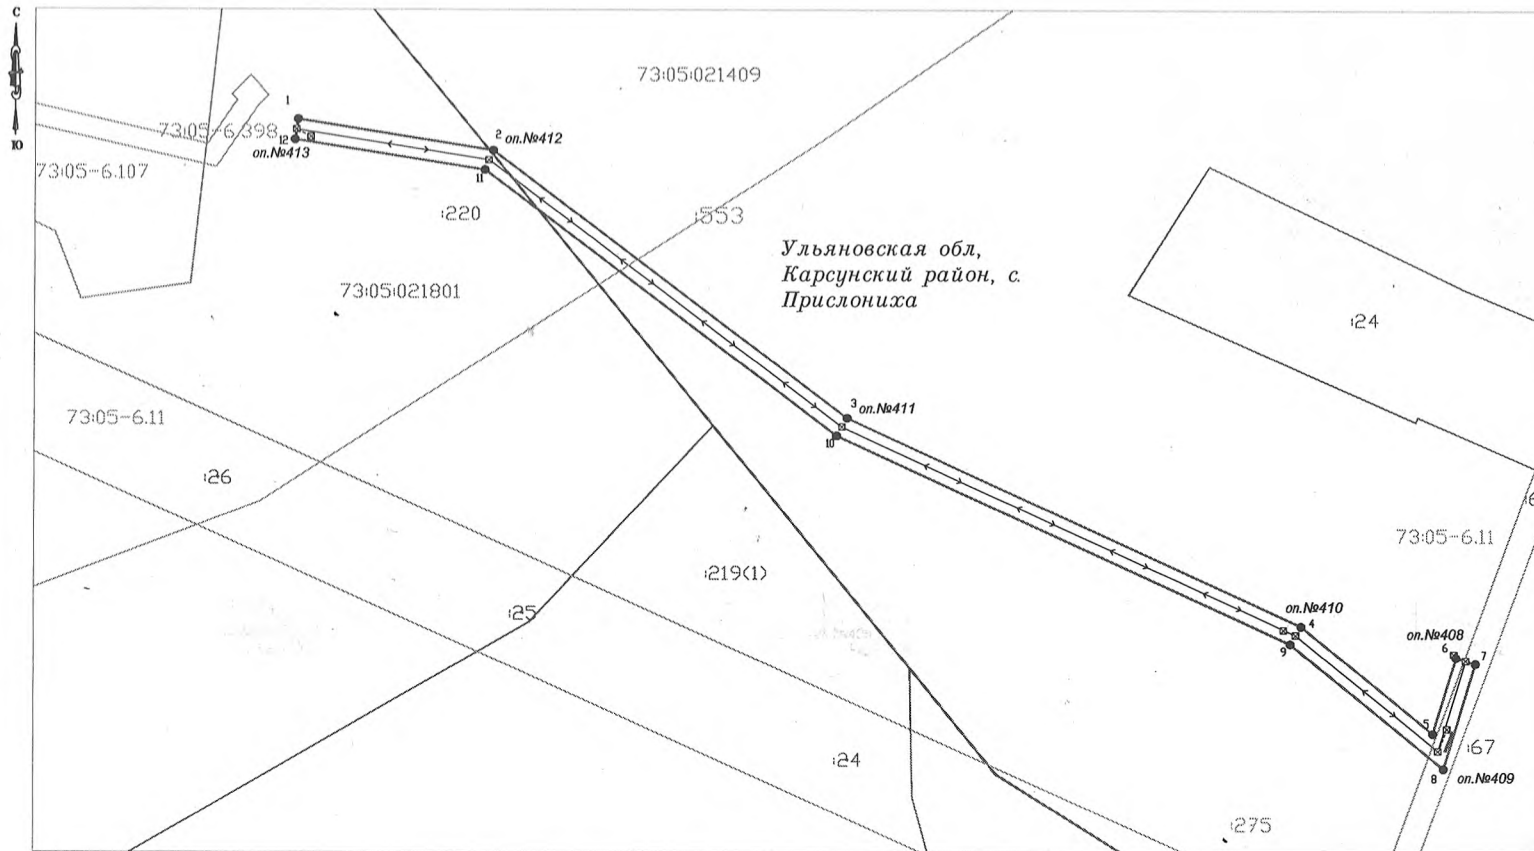 С
Ю
73:05:021409
1
73:05-6.398
12
оп.№413
2 оп.№412
11
73:05-6.107
:220
:553
Ульяновская обл,
Карсунский район, с.
Прислониха
73:05:021801
:24
3 оп.№411
10
73:05-6.11
:26
73:05-6.11
:219(1)
:25
оп.№410
4
9
оп.№408
6
7
5
:67
8
оп.№409
:24
:275